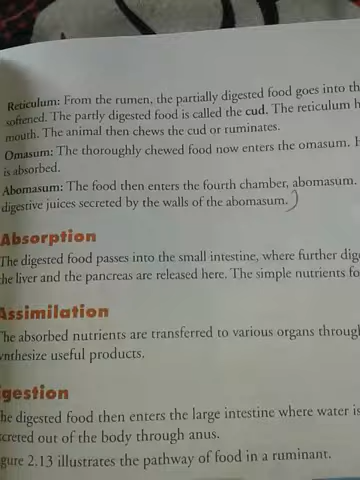 Reticulum: From the rumen, the partially digested food goes into th
softened. The partly digested food is called the cud. The reticulum h
mouth. The animal then chews the cud or ruminates.
Omasum: The thoroughly chewed food now enters the omasum. H
is absorbed.
Abomasum: The food then enters the fourth chamber, abomasum.
digestive juices secreted by the walls of the abomasum.
Absorption
The digested food passes into the small intestine, where further dige
the liver and the pancreas are released here. The simple nutrients fo
Assimilation
The absorbed nutrients are transferred to various organs through
ynthesize useful products.
igestion
he digested food then enters the large intestine where water is
xcreted out of the body through anus.
gure 2.13 illustrates the pathway of food in a ruminant.